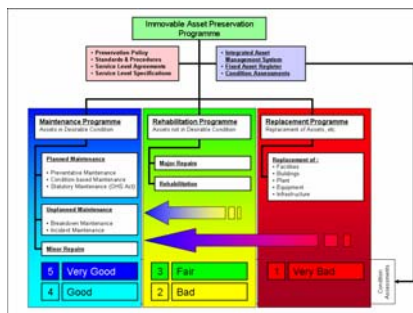 Immovable Asset Preservation
Programme
• Preservation Policy
• Standards & Procedures
• Service Level Agreements
• Service Level Specifications
• Integrated Asset
Management System
• Fixed Asset Register
• Condition Assessments
Maintenance Programme
Assets in Desirable Condition
Rehabilitation Programme
Assets not in Desirable Condition
Replacement Programme
Replacement of Assets, etc.
Planned Maintenance
• Preventative Maintenance
• Condition based Maintenance
• Statutory Maintenance (OHS Act)
Unplanned Maintenance
• Breakdown Maintenance
• Incident Maintenance
Minor Repairs
Major Repairs
Rehabilitation
Replacement of :
• Facilities
• Buildings
• Plant
• Equipment
• Infrastructure
5 Very Good
4 Good
3 Fair
2 Bad
1 Very Bad
Condition
Assessments